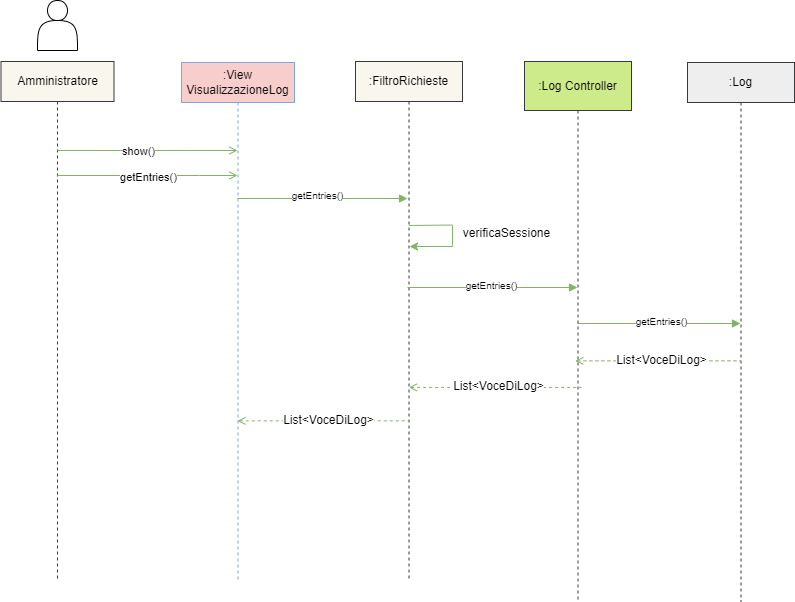 Amministratore
:View
VisualizzazioneLog
:FiltroRichieste
:Log Controller
:Log
show()
getEntries()
getEntries()
verificaSessione
getEntries()
getEntries()
List<VoceDiLog>
List<VoceDiLog>
List<VoceDiLog>